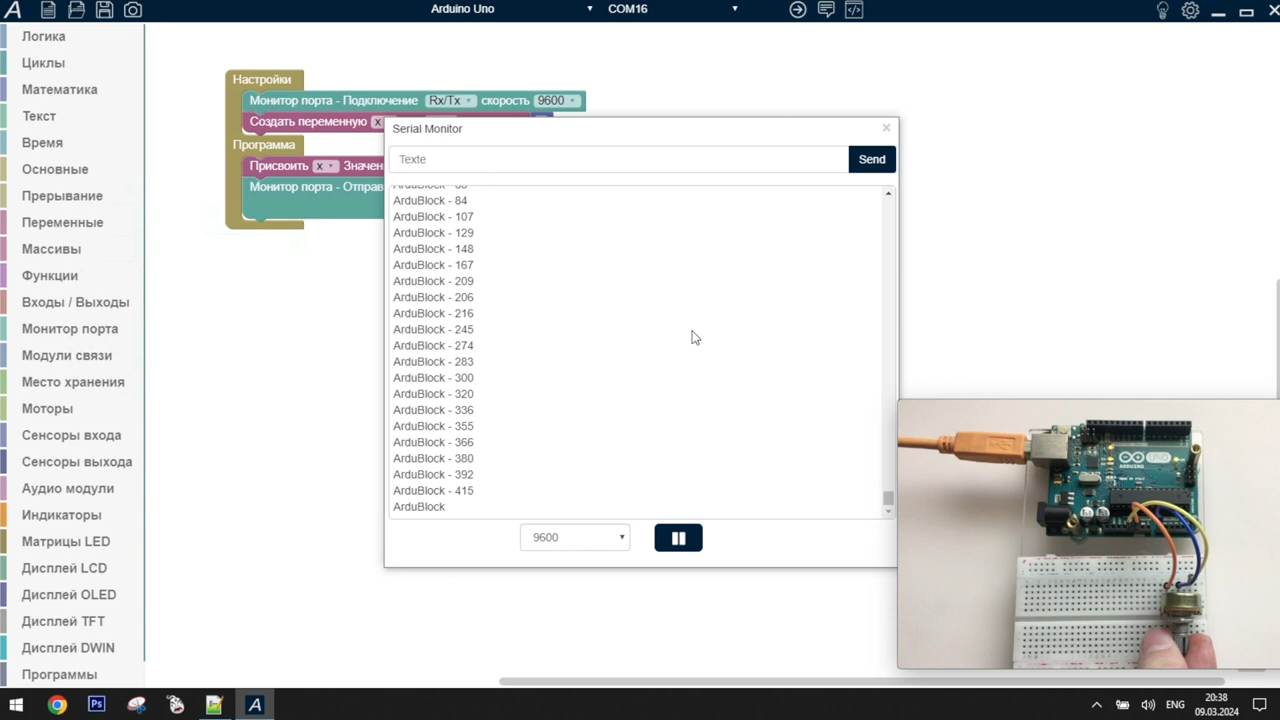 Arduino Uno
COM16
Логика
Циклы
Математика
Текст
Время
Основные
Прерывание
Переменные
Массивы
Функции
Входы / Выходы
Монитор порта
Модули связи
Место хранения
Моторы
Сенсоры входа
Сенсоры выхода
Аудио модули
Индикаторы
Матрицы LED
Дисплей LCD
Дисплей OLED
Дисплей TFT
Дисплей DWIN
Программы
Настройки
Монитор порта - Подключение Rx/Tx скорость 9600
Создать переменную x
Программа
Присвоить x Значен
Монитор порта - Отправ
Serial Monitor
Texte
Send
ArduBlock - 84
ArduBlock - 107
ArduBlock - 129
ArduBlock - 148
ArduBlock - 167
ArduBlock - 209
ArduBlock - 206
ArduBlock - 216
ArduBlock - 245
ArduBlock - 274
ArduBlock - 283
ArduBlock - 300
ArduBlock - 320
ArduBlock - 336
ArduBlock - 355
ArduBlock - 366
ArduBlock - 380
ArduBlock - 392
ArduBlock - 415
ArduBlock
9600
UNO
ARDUINO
Ps
ENG
20:38
09.03.2024